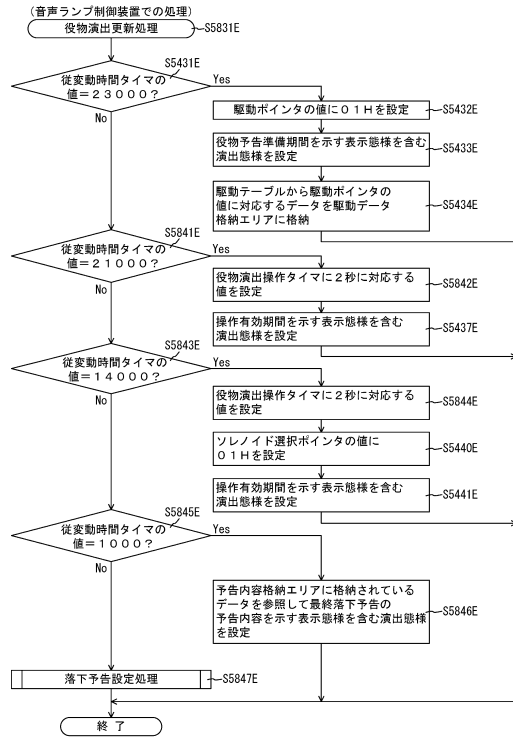 (音声ランプ制御装置での処理)
役物演出更新処理
S5831E
従変動時間タイマの
値=23000?
S5431E
Yes
No
駆動ポインタの値に01Hを設定
S5432E
役物予告準備期間を示す表示態様を含む
演出態様を設定
S5433E
駆動テーブルから駆動ポインタの
値に対応するデータを駆動データ
格納エリアに格納
S5434E
従変動時間タイマの
値=21000?
S5841E
Yes
No
役物演出操作タイマに2秒に対応する
値を設定
S5842E
操作有効期間を示す表示態様を含む
演出態様を設定
S5437E
従変動時間タイマの
値=14000?
S5843E
Yes
No
役物演出操作タイマに2秒に対応する
値を設定
S5844E
ソレノイド選択ポインタの値に
01Hを設定
S5440E
操作有効期間を示す表示態様を含む
演出態様を設定
S5441E
従変動時間タイマの
値=1000?
S5845E
Yes
No
予告内容格納エリアに格納されている
データを参照して最終落下予告の
予告内容を示す表示態様を含む演出態様
を設定
S5846E
落下予告設定処理
S5847E
終了